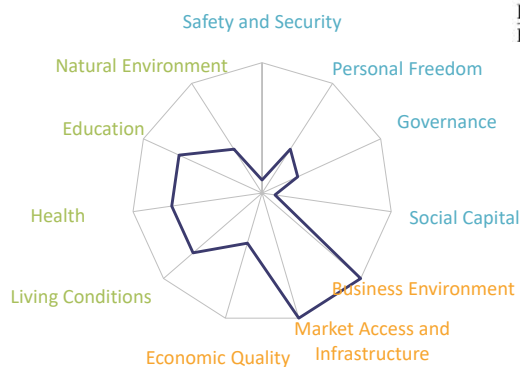 Safety and Security
Natural Environment
Personal Freedom
Education
Governance
Health
Social Capital
Living Conditions
Business Environment
Market Access and
Infrastructure
Economic Quality